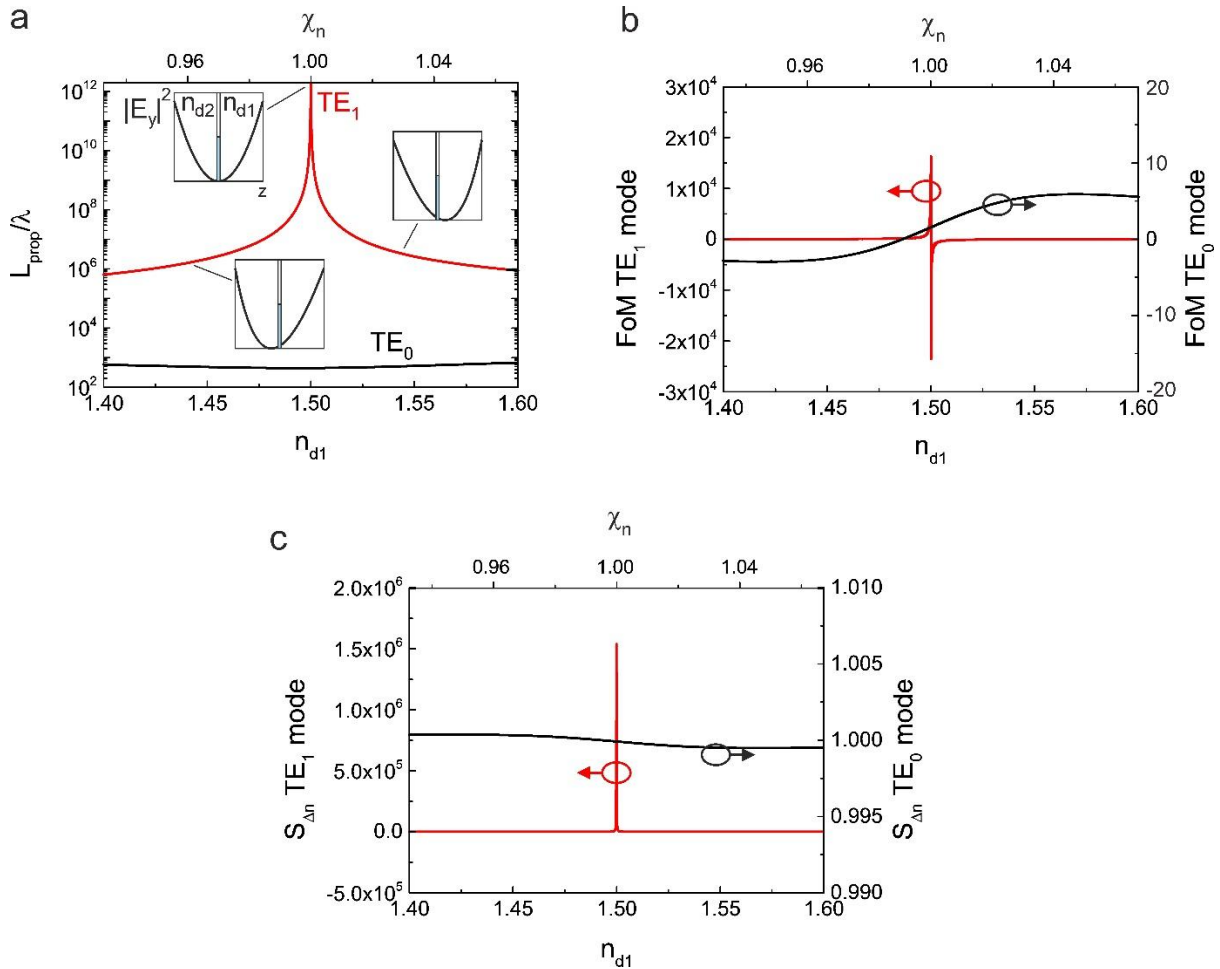 a
χn
0.96 1.00 1.04
10^12
10^10
10^8
10^6
10^4
10^2
Lprop/λ
|Ey|^2
nd2 nd1
z
TE1
TE0
1.40 1.45 1.50 1.55 1.60
nd1
b
χn
0.96 1.00 1.04
3x10^4
2x10^4
1x10^4
0
-1x10^4
-2x10^4
-3x10^4
FoM TE1 mode
20
10
0
-10
-20
FoM TE0 mode
1.40 1.45 1.50 1.55 1.60
nd1
c
χn
0.96 1.00 1.04
2.0x10^6
1.5x10^6
1.0x10^6
5.0x10^5
0.0
-5.0x10^5
SΔn TE1 mode
1.010
1.005
1.000
0.995
0.994
0.990
SΔn TE0 mode
1.40 1.45 1.50 1.55 1.60
nd1